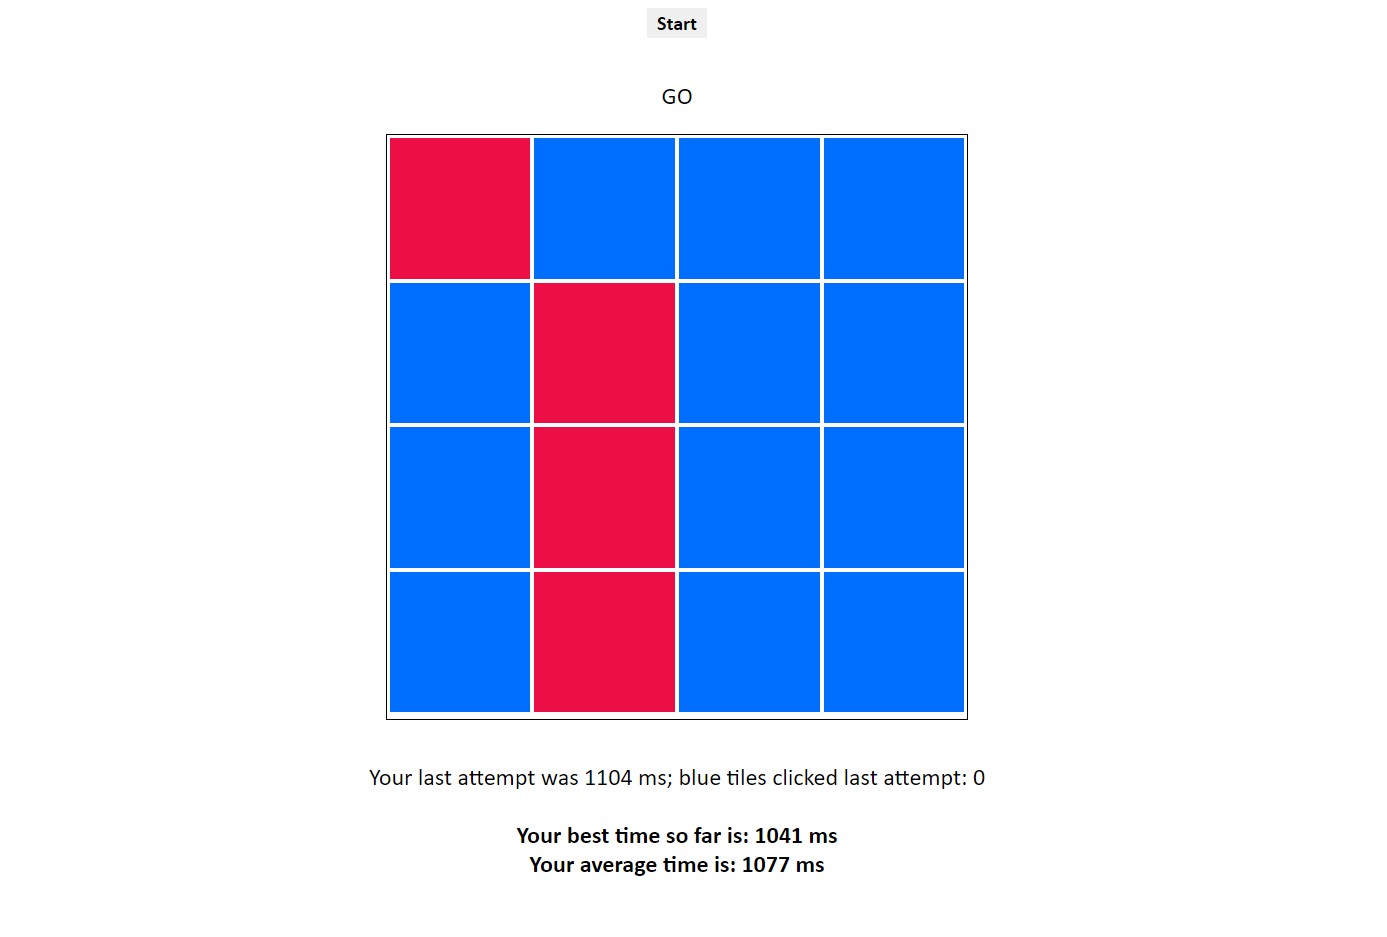 Start
GO
Your last attempt was 1104 ms; blue tiles clicked last attempt: 0
Your best time so far is: 1041 ms
Your average time is: 1077 ms